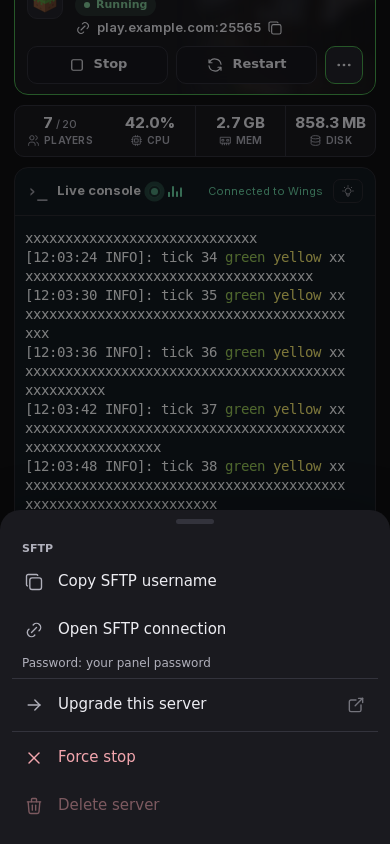 Running
play.example.com:25565
Stop
Restart
7 / 20
PLAYERS
42.0%
CPU
2.7 GB
MEM
858.3 MB
DISK
Live console
Connected to Wings
xxxxxxxxxxxxxxxxxxxxxxxxxxxxx
[12:03:24 INFO]: tick 34 green yellow xx
xxxxxxxxxxxxxxxxxxxxxxxxxxxxxxxxxxxx
[12:03:30 INFO]: tick 35 green yellow xx
xxxxxxxxxxxxxxxxxxxxxxxxxxxxxxxxxxxxxxxx
xxx
[12:03:36 INFO]: tick 36 green yellow xx
xxxxxxxxxxxxxxxxxxxxxxxxxxxxxxxxxxxxxxxx
xxxxxxxxxx
[12:03:42 INFO]: tick 37 green yellow xx
xxxxxxxxxxxxxxxxxxxxxxxxxxxxxxxxxxxxxxxx
xxxxxxxxxxxxxxxxx
[12:03:48 INFO]: tick 38 green yellow xx
xxxxxxxxxxxxxxxxxxxxxxxxxxxxxxxxxxxxxxxx
xxxxxxxxxxxxxxxxxxxxxxxx
SFTP
Copy SFTP username
Open SFTP connection
Password: your panel password
Upgrade this server
Force stop
Delete server